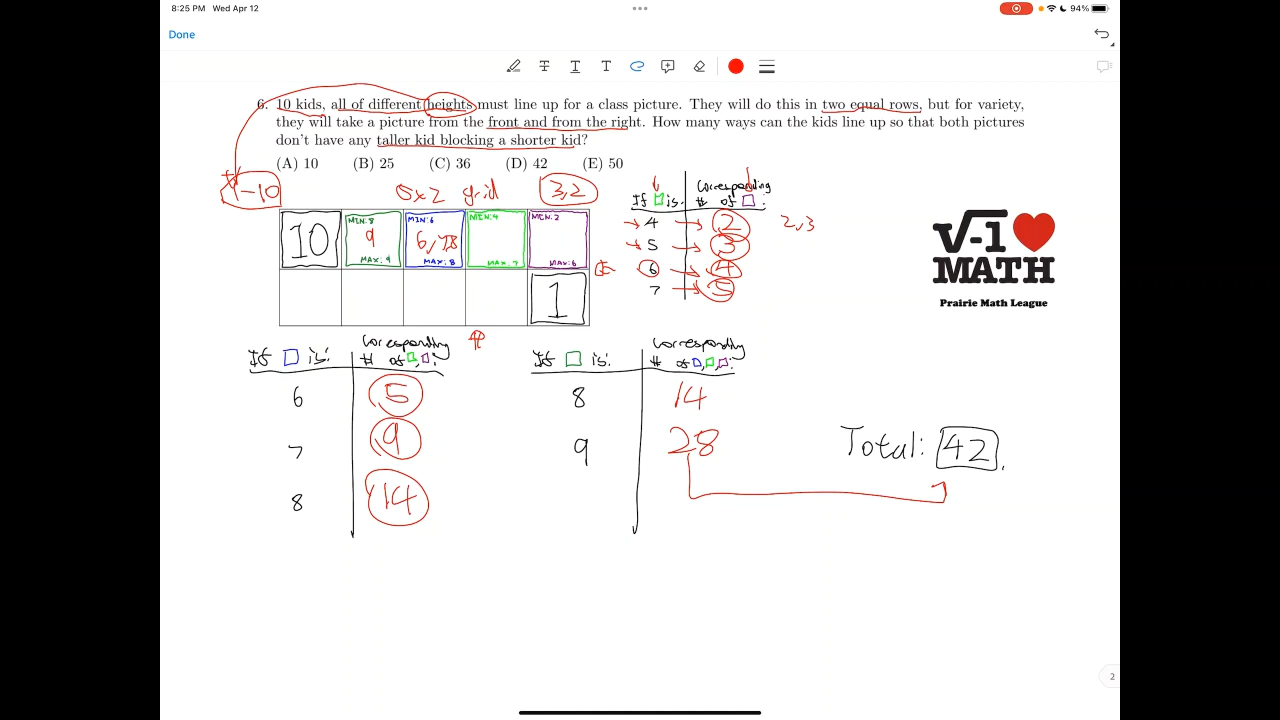 8:25 PM Wed Apr 12
94%
Done
6. 10 kids, all of different heights must line up for a class picture. They will do this in two equal rows, but for variety,
they will take a picture from the front and from the right. How many ways can the kids line up so that both pictures
don't have any taller kid blocking a shorter kid?
(A) 10 (B) 25 (C) 36 (D) 42 (E) 50
1-10
5x2 grid
3,2
If is:
Corresponding # of :
4 → 2
5 → 3
6 → 4
7 → 5
2,3
10
MIN: 8
9
MAX: 9
MIN: 6
6,7,8
MAX: 8
MIN: 4
MAX: 7
MIN: 2
MAX: 6
1
√-1
MATH
Prairie Math League
If is:
Corresponding # of , :
6 5
7 9
8 14
If is:
Corresponding # of , , :
8 14
9 28
Total: 42.
2